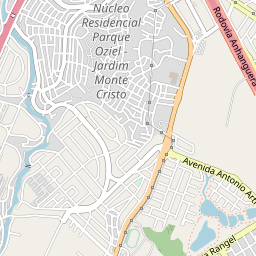 Núcleo
Residencial
Parque
Oziel -
Jardim
Monte
Cristo
Rodovia Anhanguera
Avenida Antonio Art
a Rangel